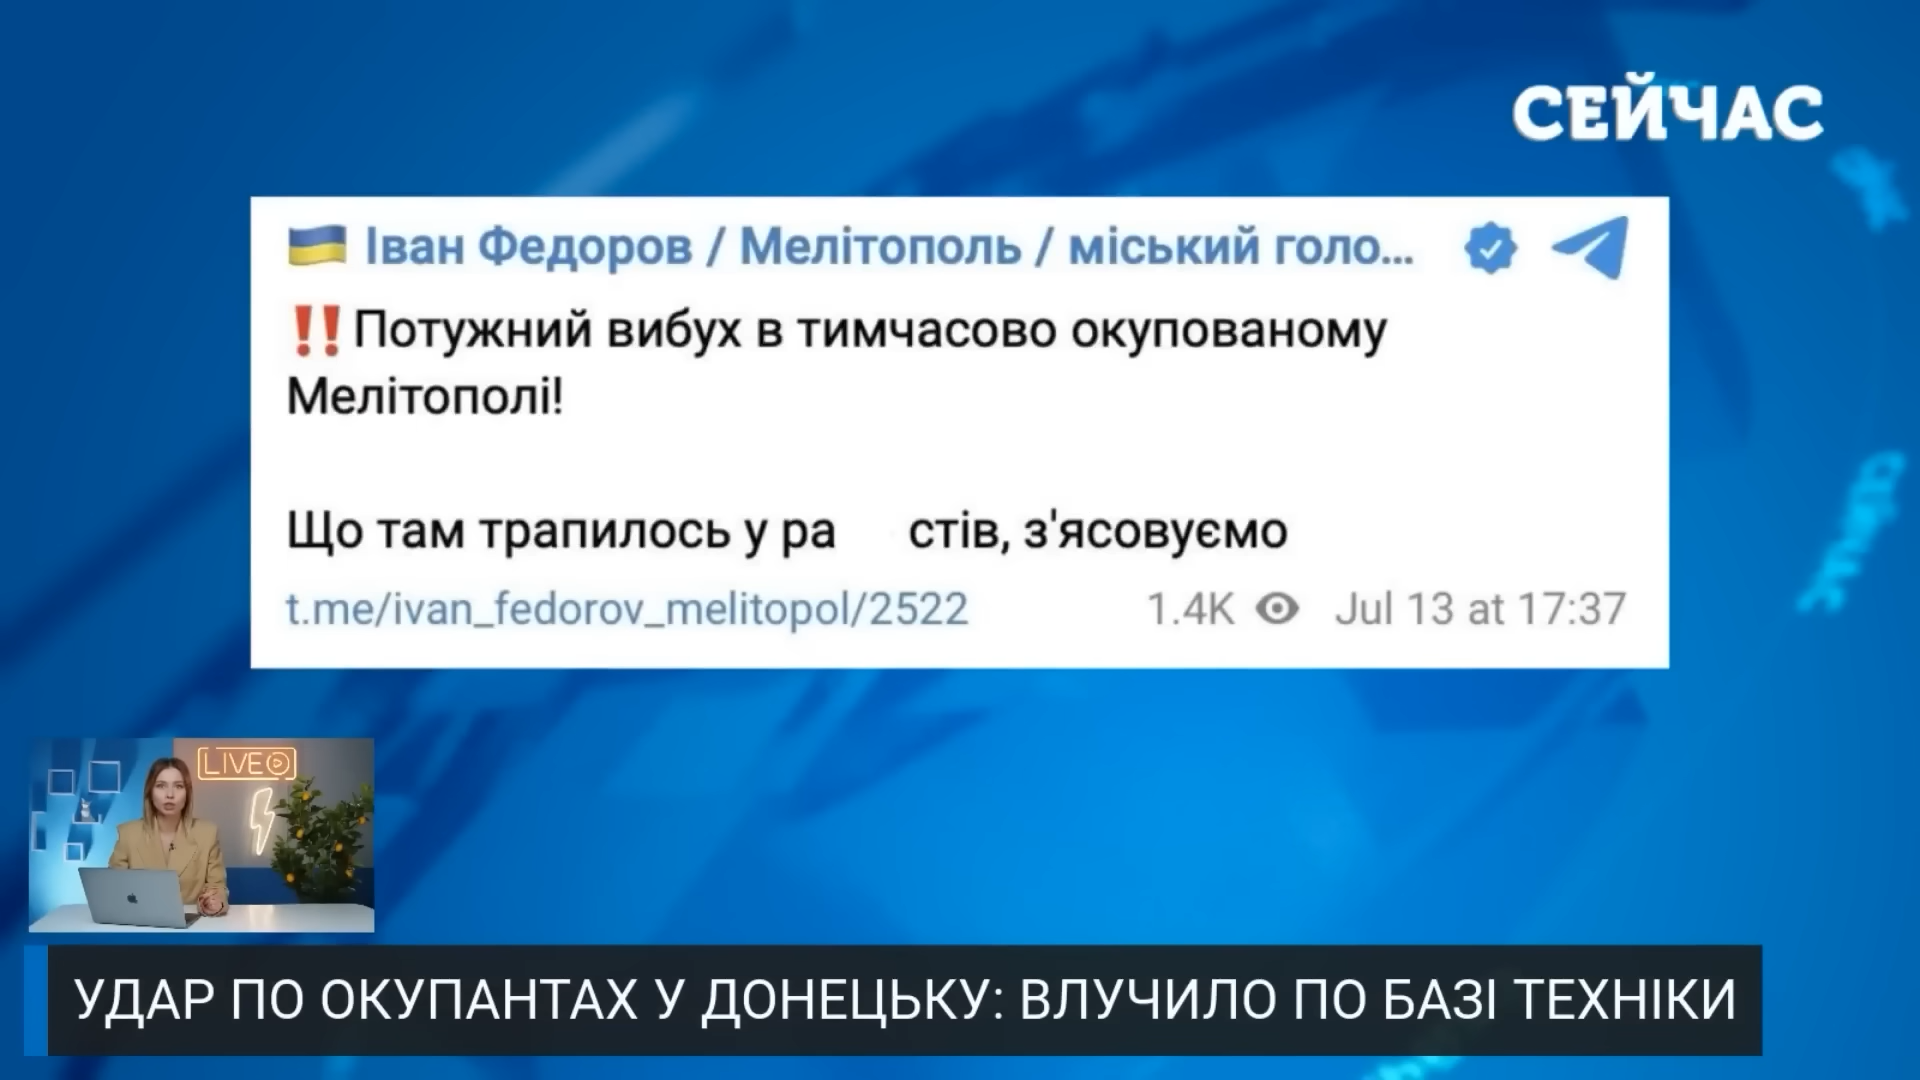 СЕЙЧАС
Іван Федоров / Мелітополь / міський голо...
‼️Потужний вибух в тимчасово окупованому
Мелітополі!
Що там трапилось у ра стів, з'ясовуємо
t.me/ivan_fedorov_melitopol/2522 1.4K Jul 13 at 17:37
LIVE
УДАР ПО ОКУПАНТАХ У ДОНЕЦЬКУ: ВЛУЧИЛО ПО БАЗІ ТЕХНІКИ